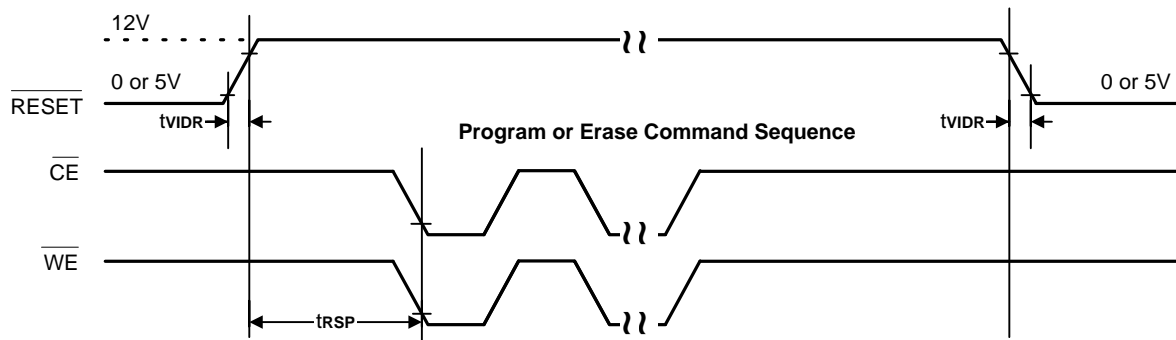 12V
0 or 5V
0 or 5V
RESET
tVIDR
tVIDR
Program or Erase Command Sequence
CE
WE
tRSP